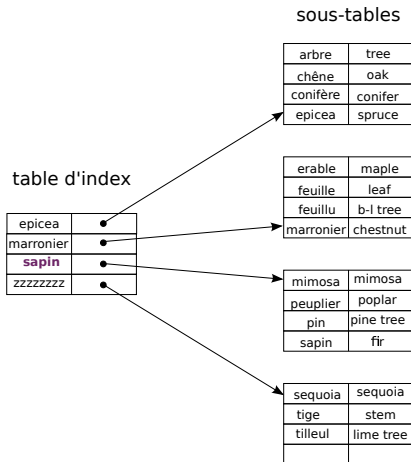 sous-tables
arbre tree
chêne oak
conifère conifer
epicea spruce
table d'index
epicea
marronier
sapin
zzzzzzzz
erable maple
feuille leaf
feuillu b-l tree
marronier chestnut
mimosa mimosa
peuplier poplar
pin pine tree
sapin fir
sequoia sequoia
tige stem
tilleul lime tree